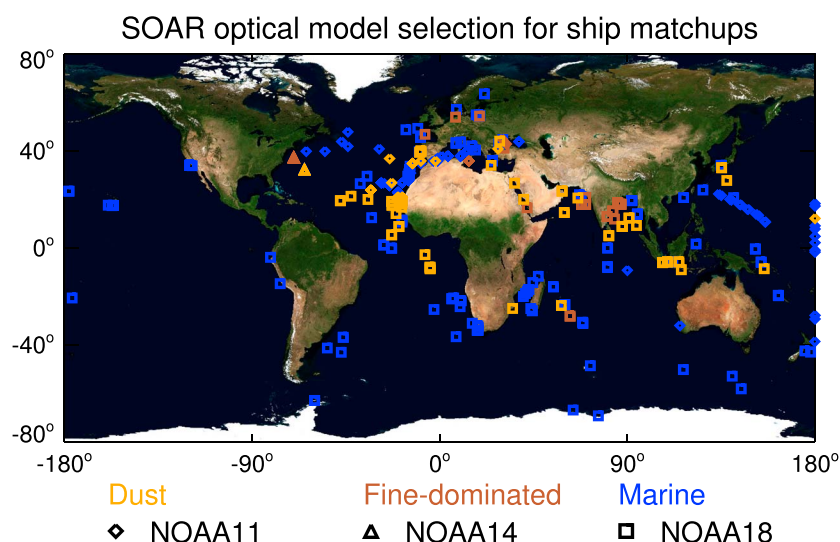 SOAR optical model selection for ship matchups
80°
40°
0°
-40°
-80°
-180° -90° 0° 90° 180°
Dust Fine-dominated Marine
NOAA11 NOAA14 NOAA18